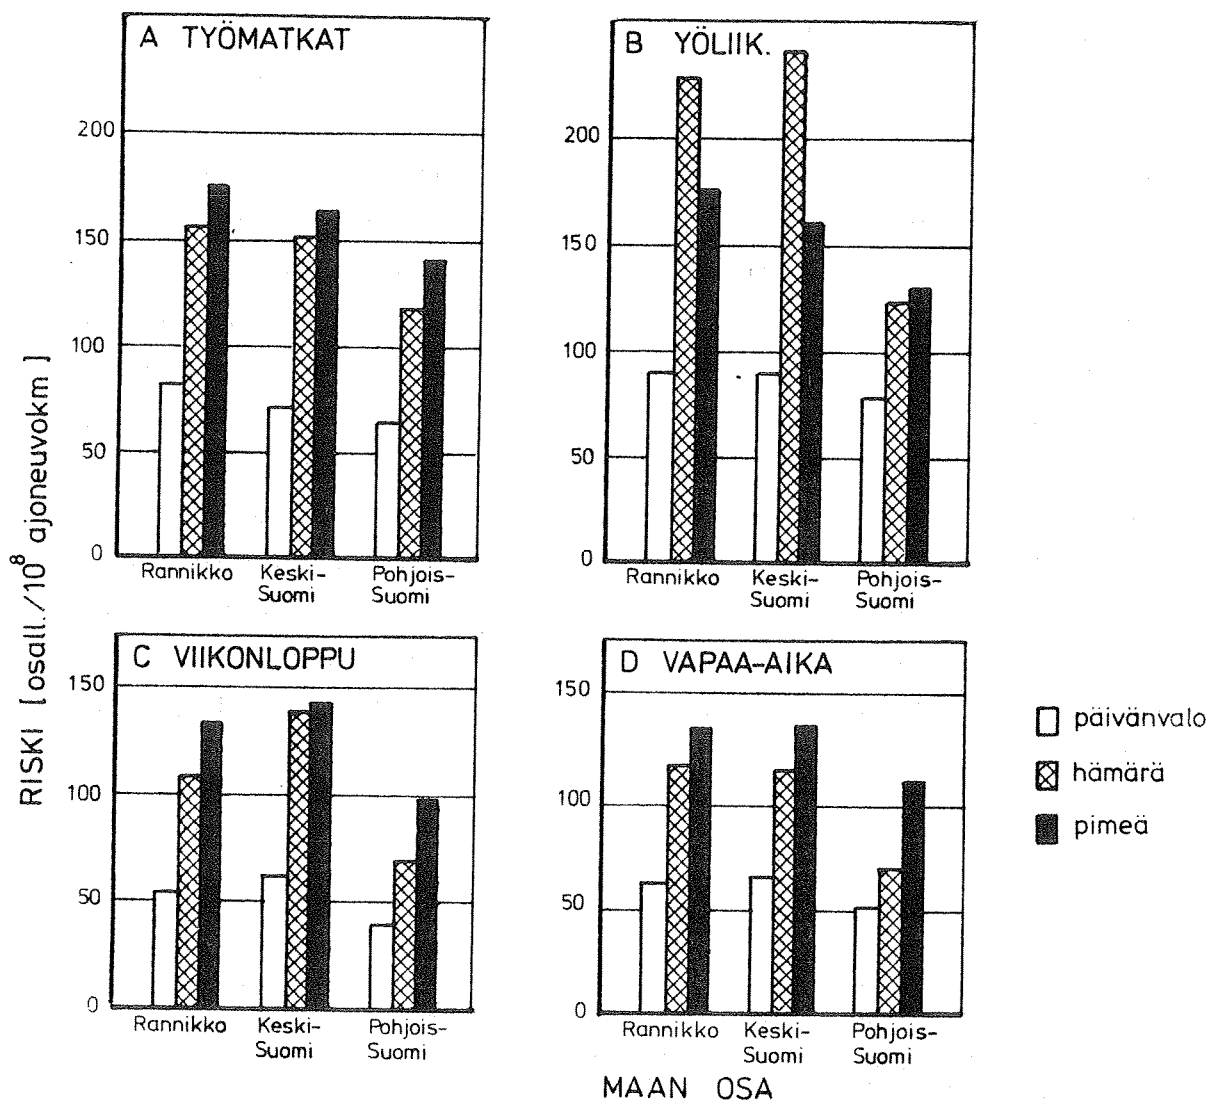 A TYÖMATKAT
200
150
100
50
0
Rannikko
Keski-
Suomi
Pohjois-
Suomi
B YÖLIIK.
200
150
100
50
0
Rannikko
Keski-
Suomi
Pohjois-
Suomi
RISKI [osall./10⁸ ajoneuvokm]
C VIIKONLOPPU
150
100
50
0
Rannikko
Keski-
Suomi
Pohjois-
Suomi
D VAPAA-AIKA
150
100
50
0
Rannikko
Keski-
Suomi
Pohjois-
Suomi
päivänvalo
hämärä
pimeä
MAAN OSA